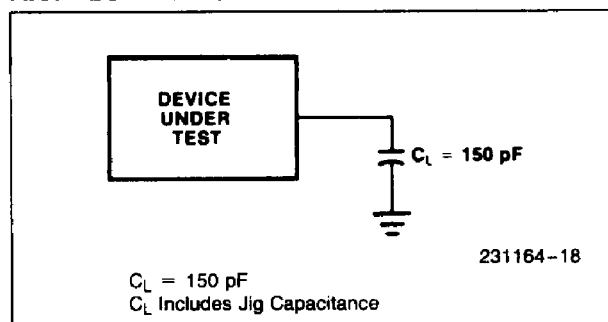 DEVICE
UNDER
TEST
C_L = 150 pF
231164-18
C_L = 150 pF
C_L Includes Jig Capacitance